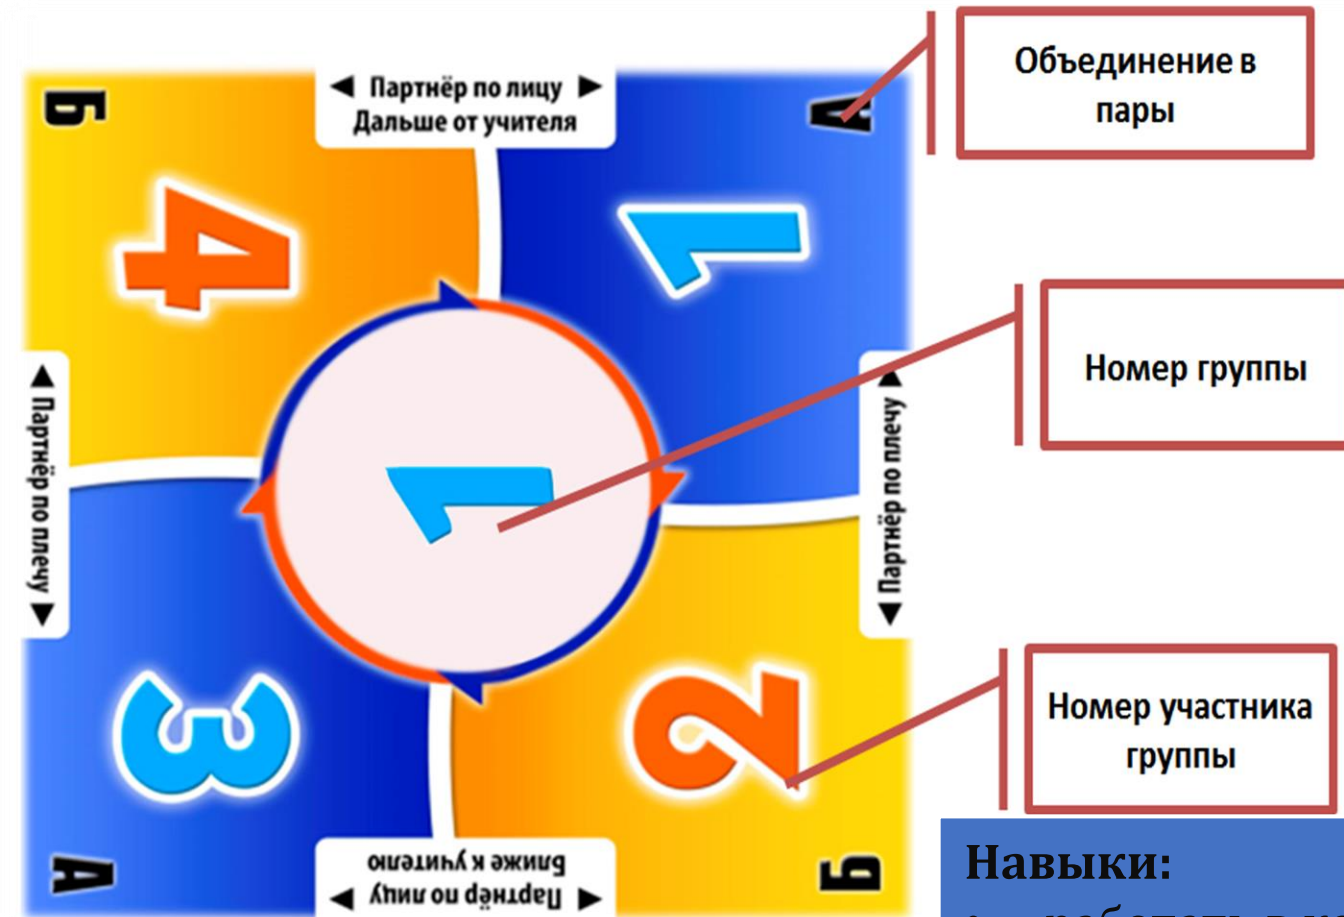 Б
◀ Партнёр по лицу ▶
Дальше от учителя
А
Объединение в
пары
4
1
◀ Партнёр по плечу ▶
1
◀ Партнёр по плечу ▶
Номер группы
3
2
Номер участника
группы
А
◀ Партнёр по лицу ▶
Ближе к учителю
Б
Навыки: